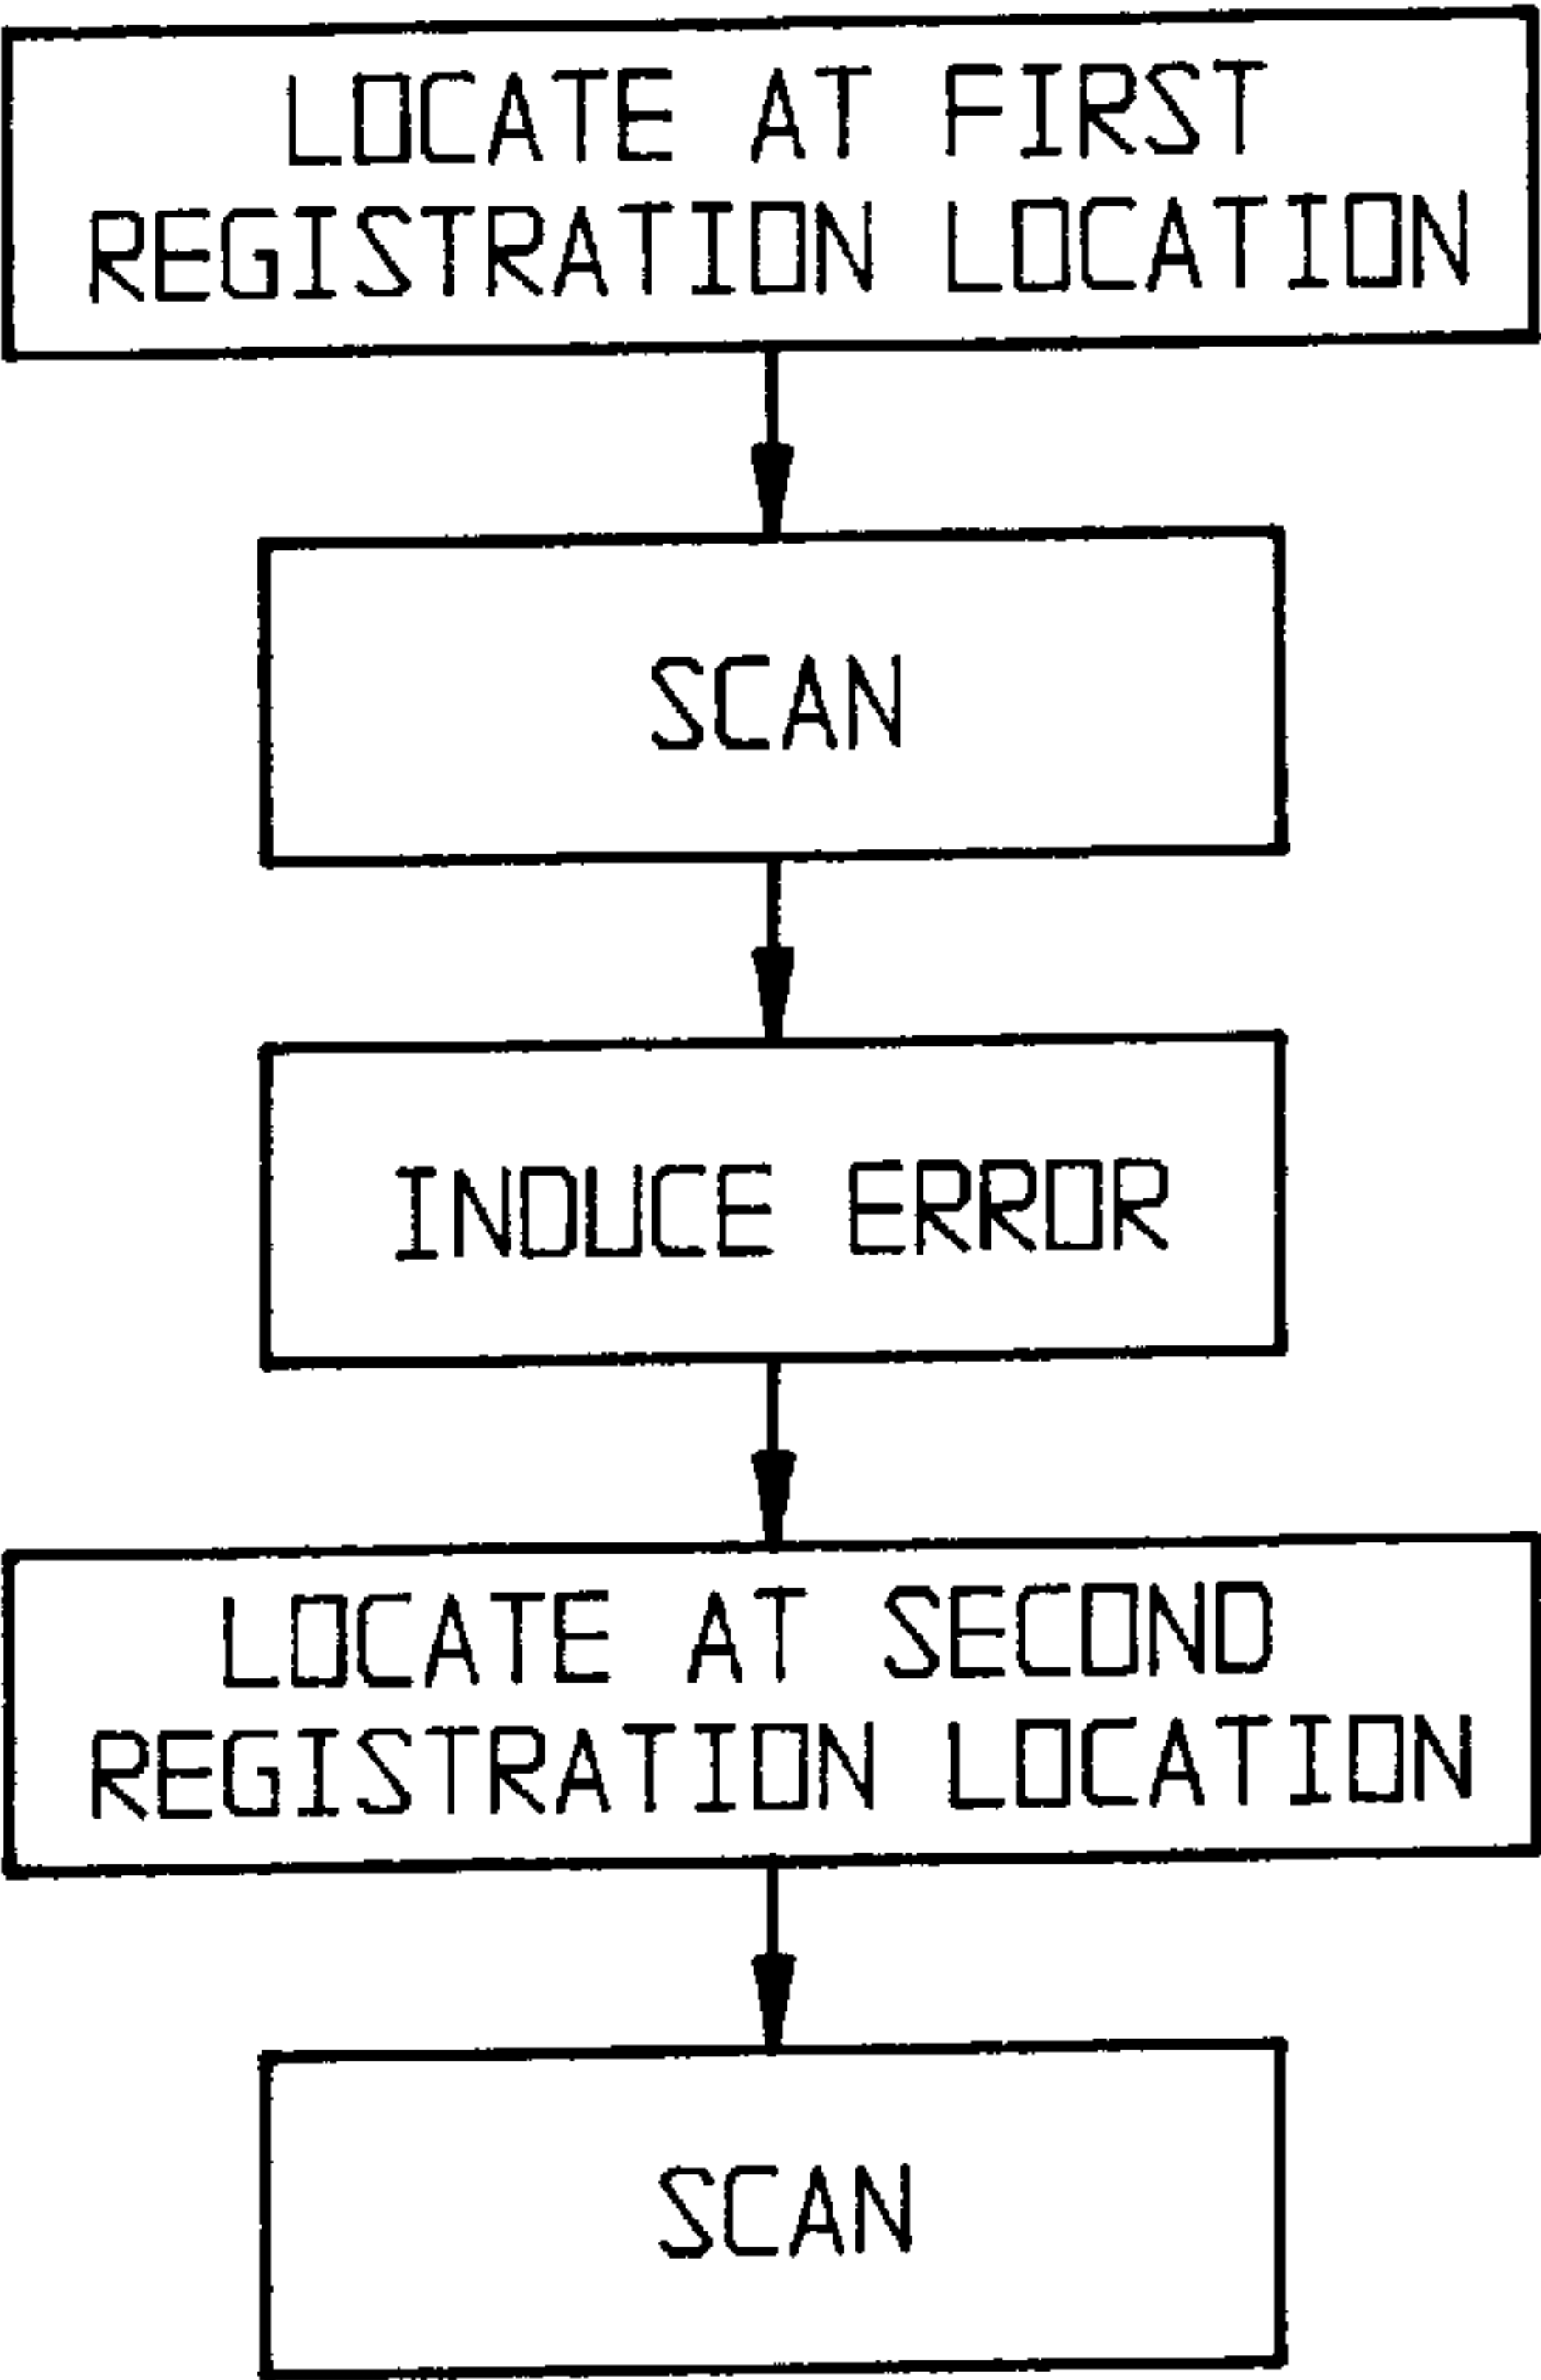 LOCATE AT FIRST
REGISTRATION LOCATION
SCAN
INDUCE ERROR
LOCATE AT SECOND
REGISTRATION LOCATION
SCAN